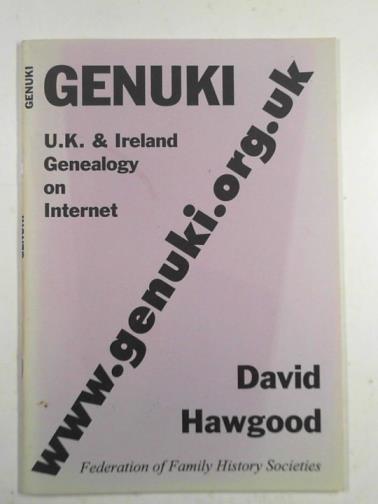 GENUKI
GENUKI
U.K. & Ireland
Genealogy
on
Internet
www.genuki.org.uk
David
Hawgood
Federation of Family History Societies